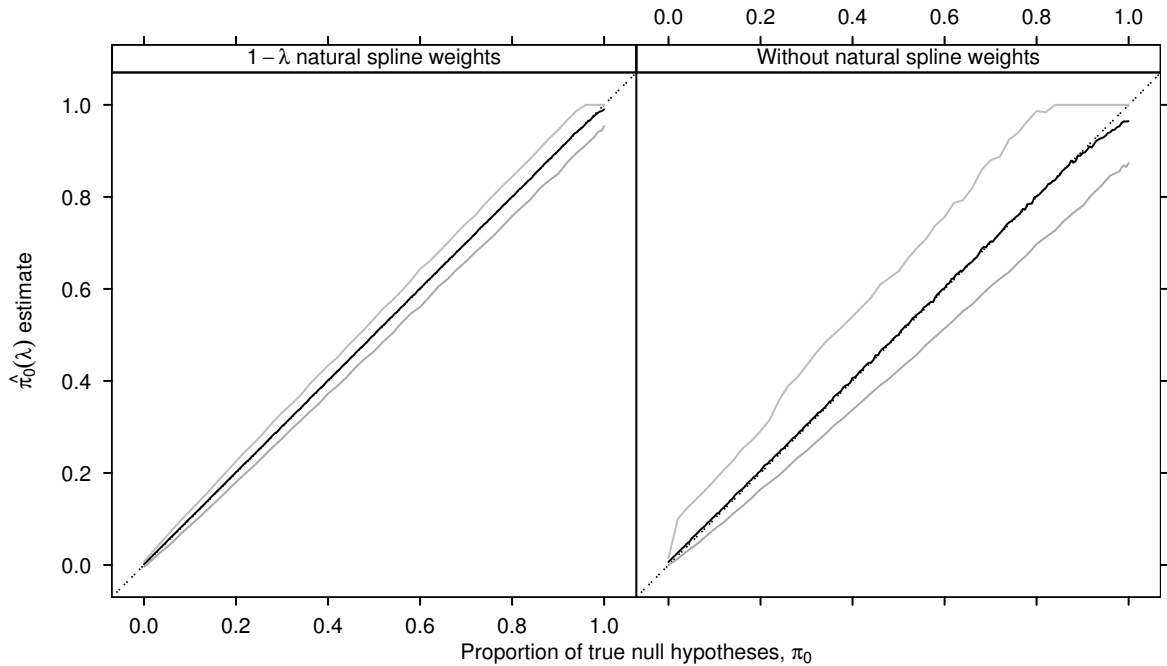 0.0 0.2 0.4 0.6 0.8 1.0
1 − λ natural spline weights
Without natural spline weights
1.0
0.8
0.6
0.4
0.2
0.0
π̂₀(λ) estimate
0.0 0.2 0.4 0.6 0.8 1.0
Proportion of true null hypotheses, π₀